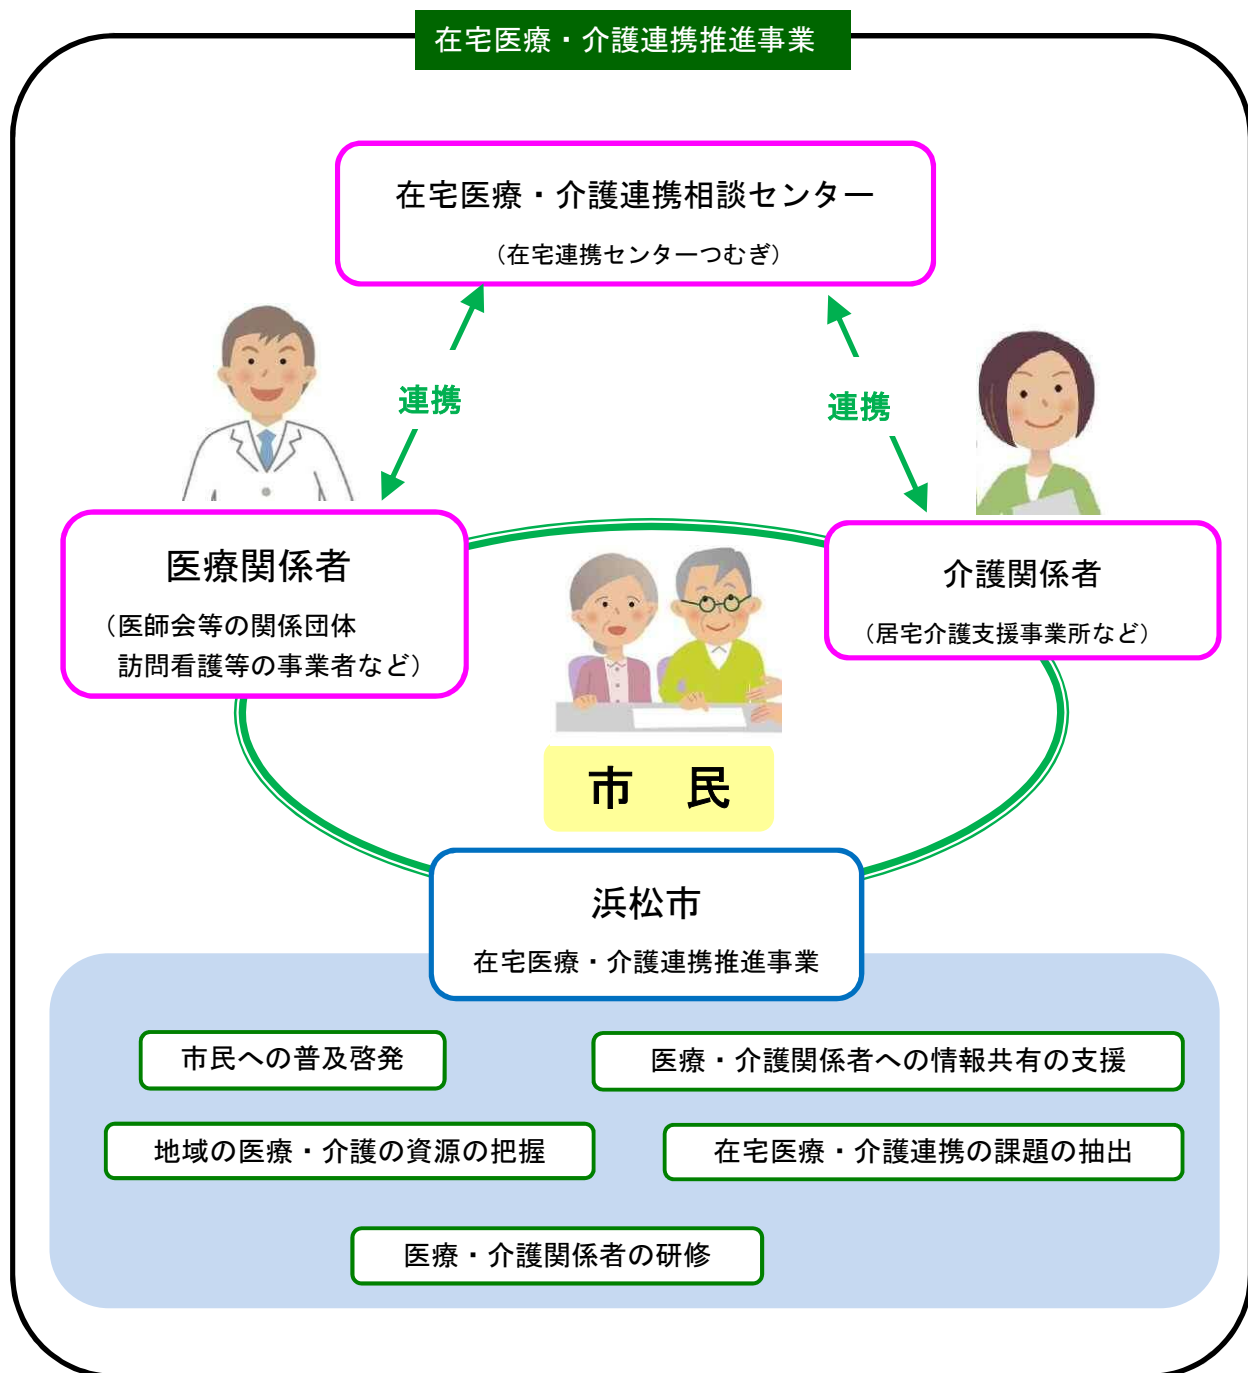 在宅医療・介護連携推進事業
在宅医療・介護連携相談センター
（在宅連携センターつむぎ）
連携
連携
医療関係者
（医師会等の関係団体
訪問看護等の事業者など）
介護関係者
（居宅介護支援事業所など）
市　民
浜松市
在宅医療・介護連携推進事業
市民への普及啓発
医療・介護関係者への情報共有の支援
地域の医療・介護の資源の把握
在宅医療・介護連携の課題の抽出
医療・介護関係者の研修